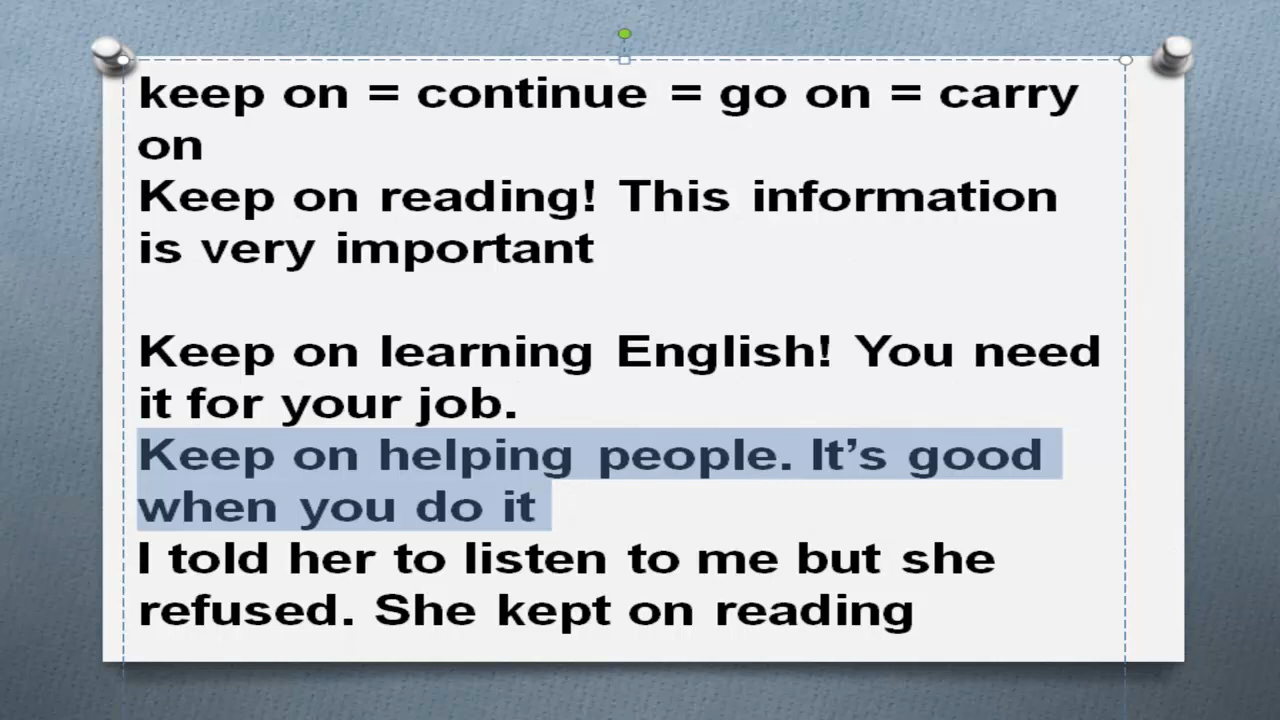 keep on = continue = go on = carry
on
Keep on reading! This information
is very important
Keep on learning English! You need
it for your job.
Keep on helping people. It’s good
when you do it
I told her to listen to me but she
refused. She kept on reading